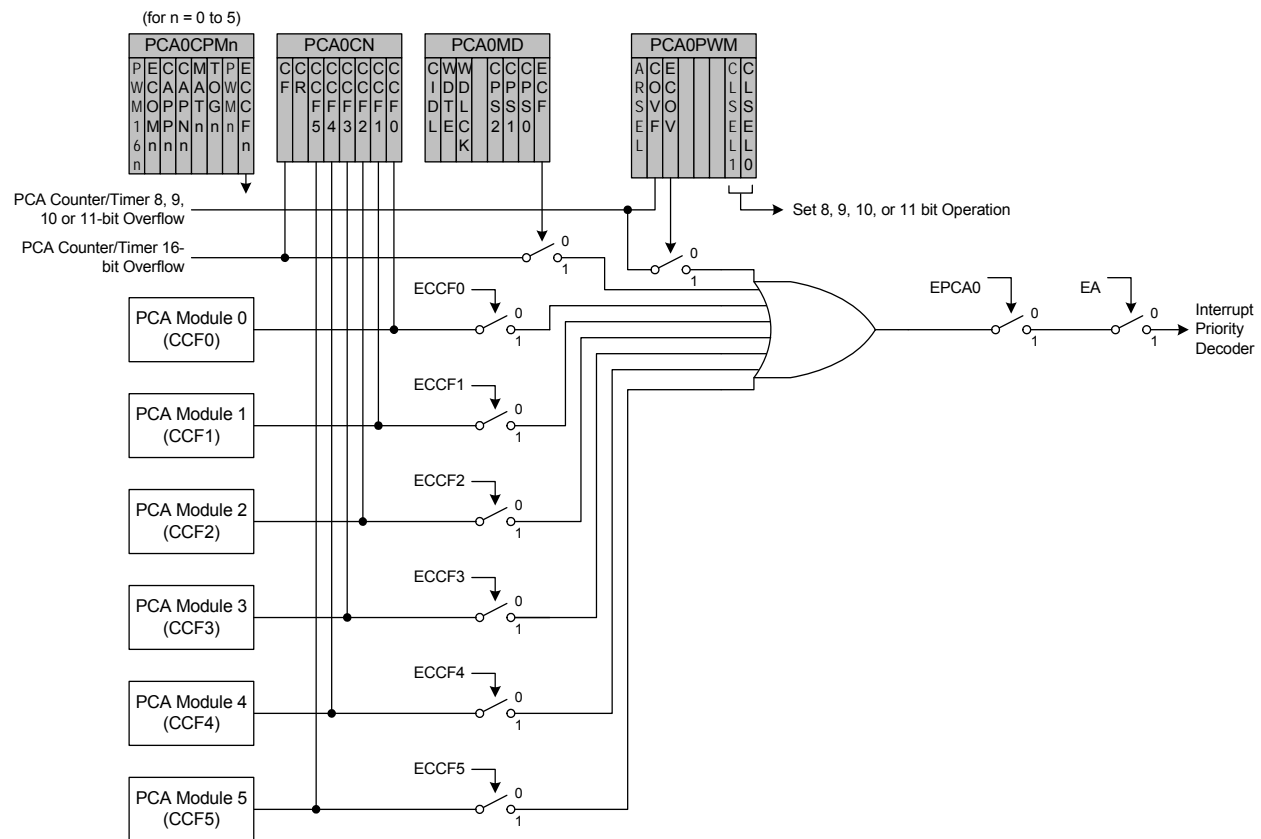 (for n = 0 to 5)
PCA0CPMn
PWM16n
ECOMn
CAPPn
CAPNn
MATn
TOGn
PWMn
ECCFn
PCA0CN
CF
CR
CCF5
CCF4
CCF3
CCF2
CCF1
CCF0
PCA0MD
CIDL
WDTE
WDLCK
CPS2
CPS1
CPS0
ECF
PCA0PWM
ARSEL
COVF
ECOV
CLSEL1
CLSEL0
PCA Counter/Timer 8, 9,
10 or 11-bit Overflow
Set 8, 9, 10, or 11 bit Operation
PCA Counter/Timer 16-
bit Overflow
0
1
0
1
PCA Module 0
(CCF0)
ECCF0
0
1
EPCA0
0
1
EA
0
1
Interrupt
Priority
Decoder
PCA Module 1
(CCF1)
ECCF1
0
1
PCA Module 2
(CCF2)
ECCF2
0
1
PCA Module 3
(CCF3)
ECCF3
0
1
PCA Module 4
(CCF4)
ECCF4
0
1
PCA Module 5
(CCF5)
ECCF5
0
1